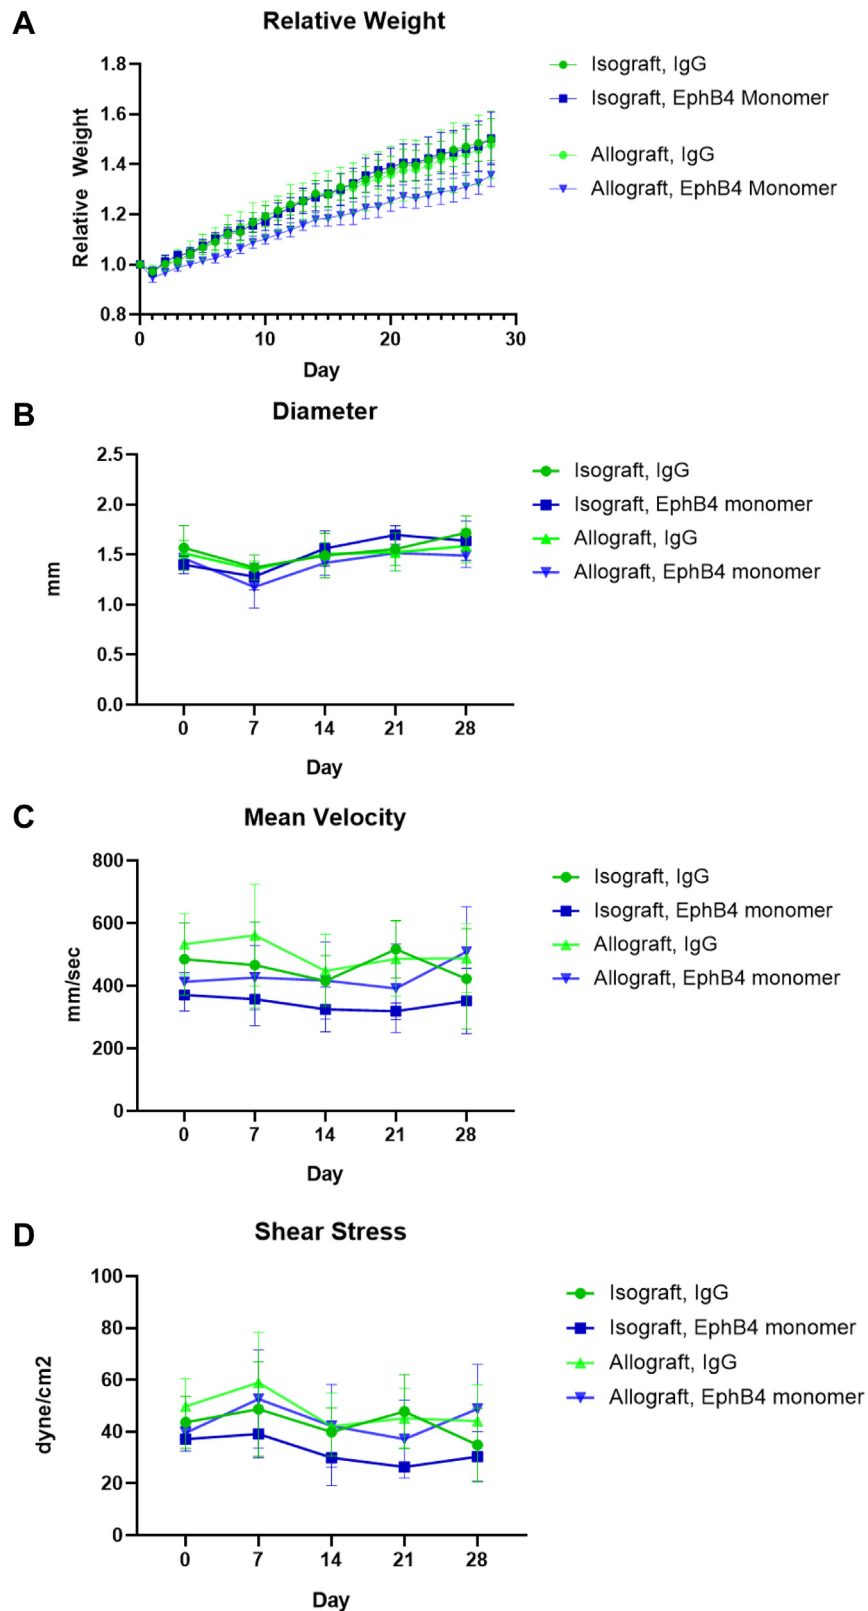 A
Relative Weight
1.8
1.6
1.4
1.2
1.0
0.8
Relative Weight
0
10
20
30
Day
Isograft, IgG
Isograft, EphB4 Monomer
Allograft, IgG
Allograft, EphB4 Monomer
B
Diameter
2.5
2.0
1.5
1.0
0.5
0.0
mm
0
7
14
21
28
Day
Isograft, IgG
Isograft, EphB4 monomer
Allograft, IgG
Allograft, EphB4 monomer
C
Mean Velocity
800
600
400
200
0
mm/sec
0
7
14
21
28
Day
Isograft, IgG
Isograft, EphB4 monomer
Allograft, IgG
Allograft, EphB4 monomer
D
Shear Stress
100
80
60
40
20
0
dyne/cm2
0
7
14
21
28
Day
Isograft, IgG
Isograft, EphB4 monomer
Allograft, IgG
Allograft, EphB4 monomer